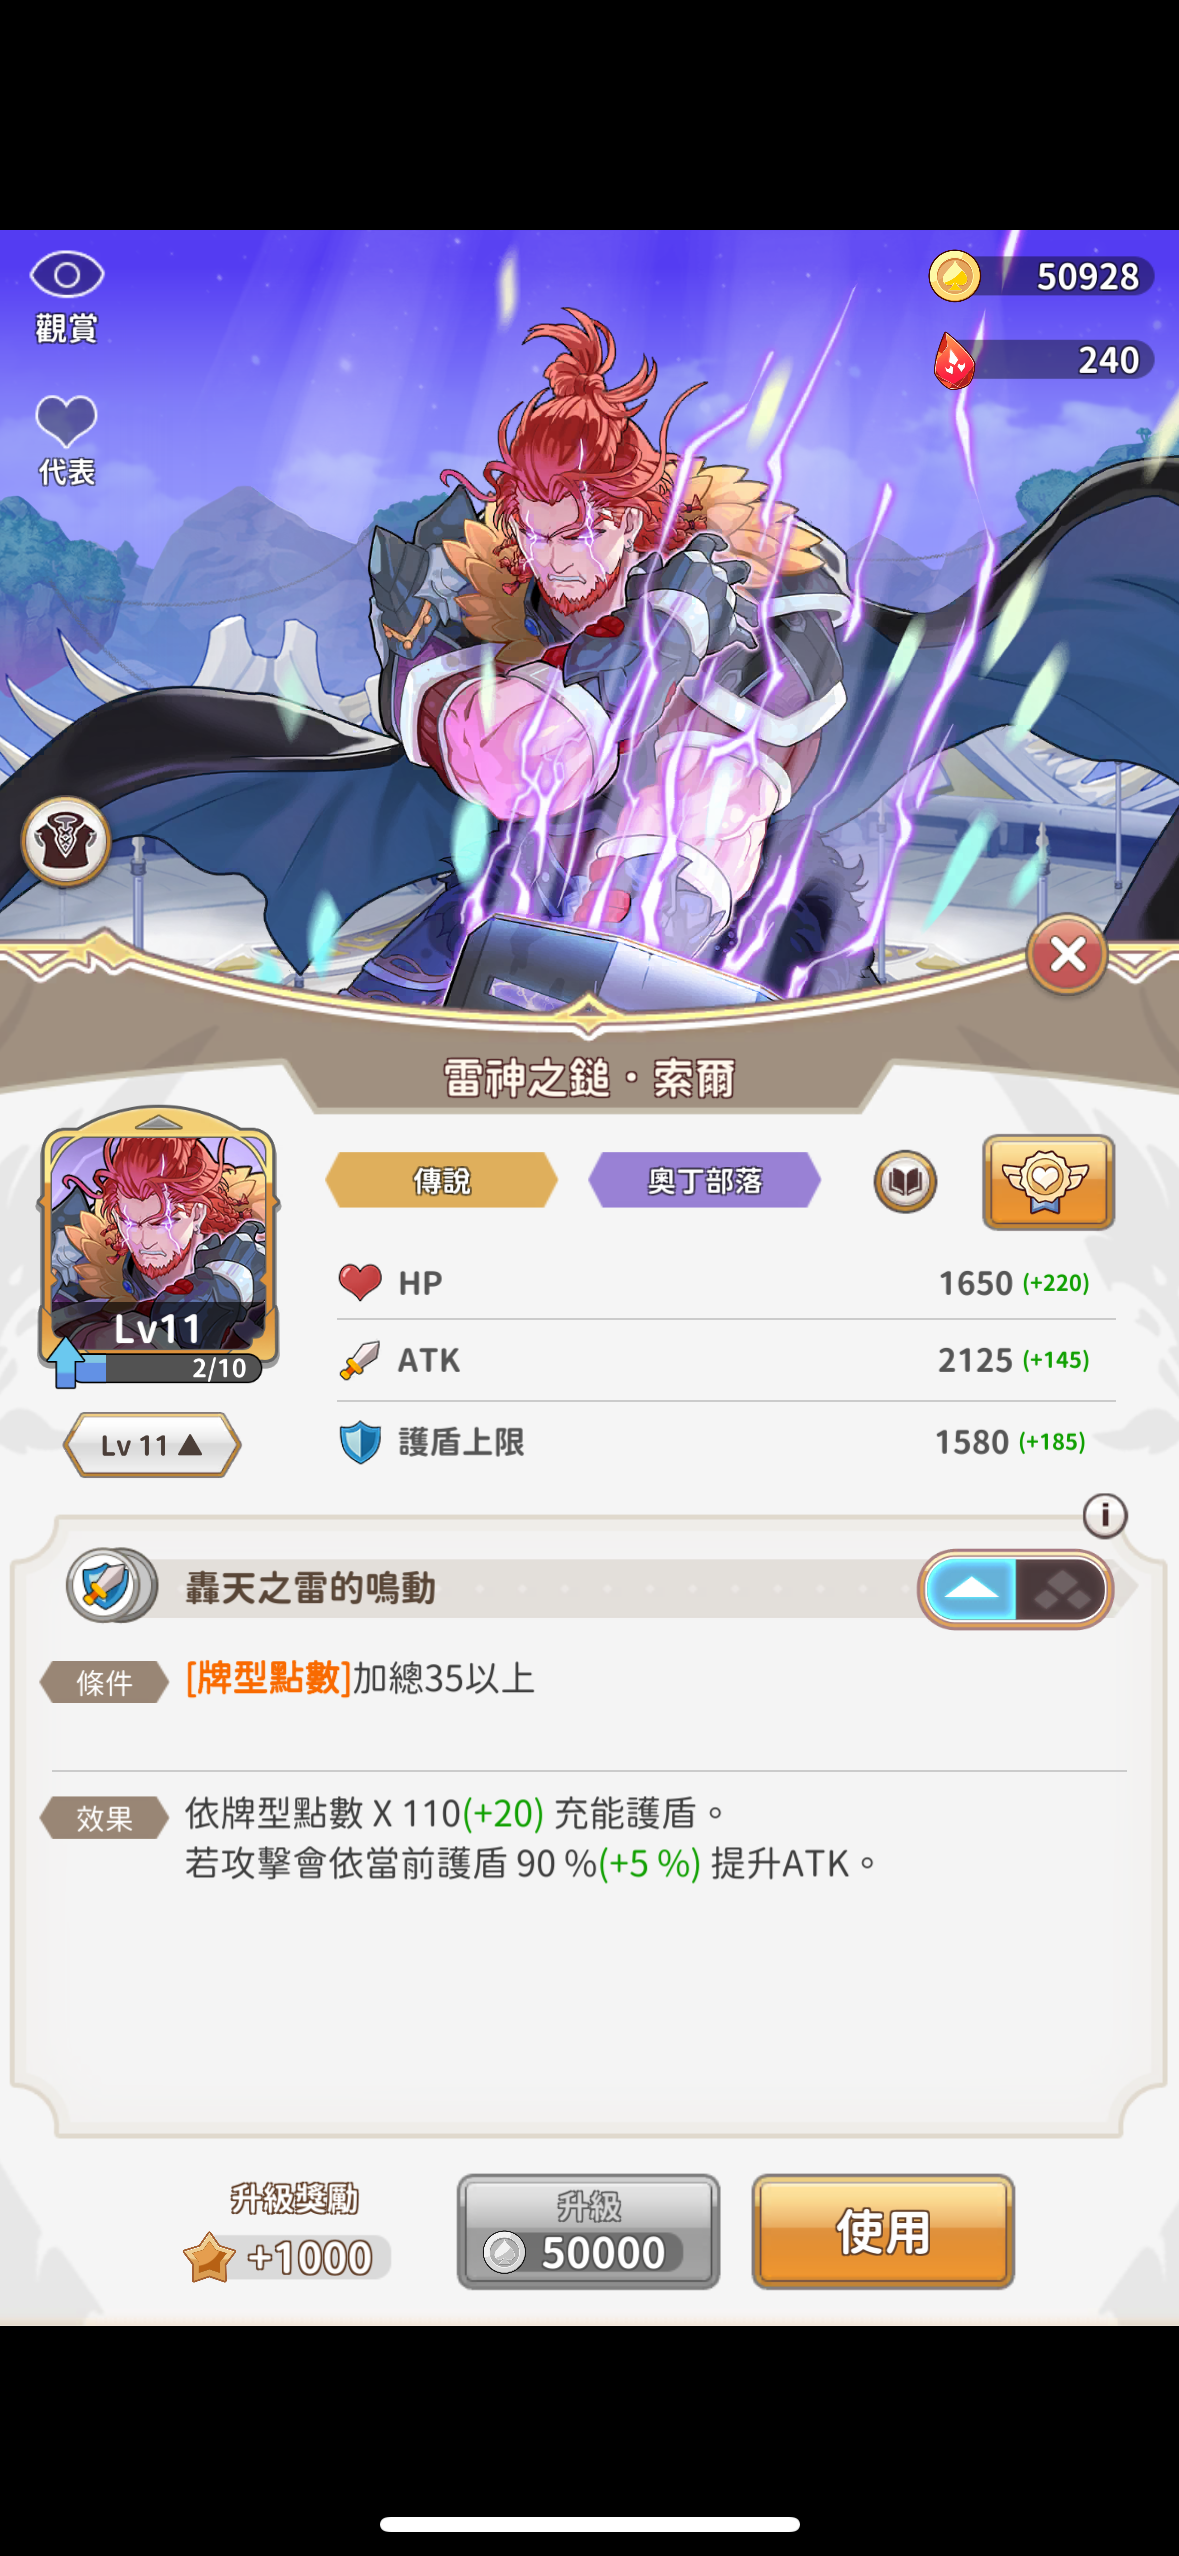 觀賞
50928
240
代表
雷神之鎚・索爾
傳說
奧丁部落
HP
1650 (+220)
Lv11
2/10
ATK
2125 (+145)
Lv 11 ▲
護盾上限
1580 (+185)
i
轟天之雷的鳴動
條件
[牌型點數]加總35以上
效果
依牌型點數 X 110(+20) 充能護盾。
若攻擊會依當前護盾 90 %(+5 %) 提升ATK。
升級獎勵
+1000
升級
50000
使用